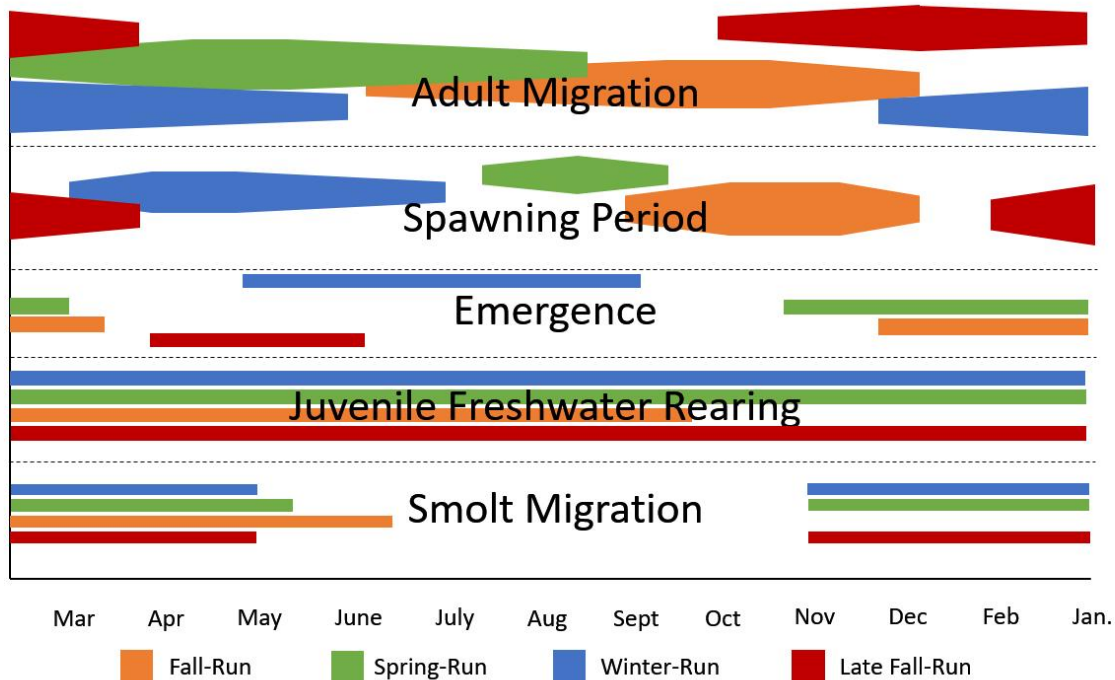 Adult Migration
Spawning Period
Emergence
Juvenile Freshwater Rearing
Smolt Migration
Mar Apr May June July Aug Sept Oct Nov Dec Feb Jan.
Fall-Run Spring-Run Winter-Run Late Fall-Run